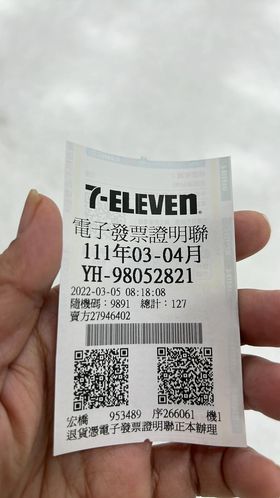 7-ELEVEN
電子發票證明聯
111年03-04月
YH-98052821
2022-03-05 08:18:08
隨機碼：9891 總計：127
賣方27946402
宏橋 953489 序266061 機1
退貨憑電子發票證明聯正本辦理